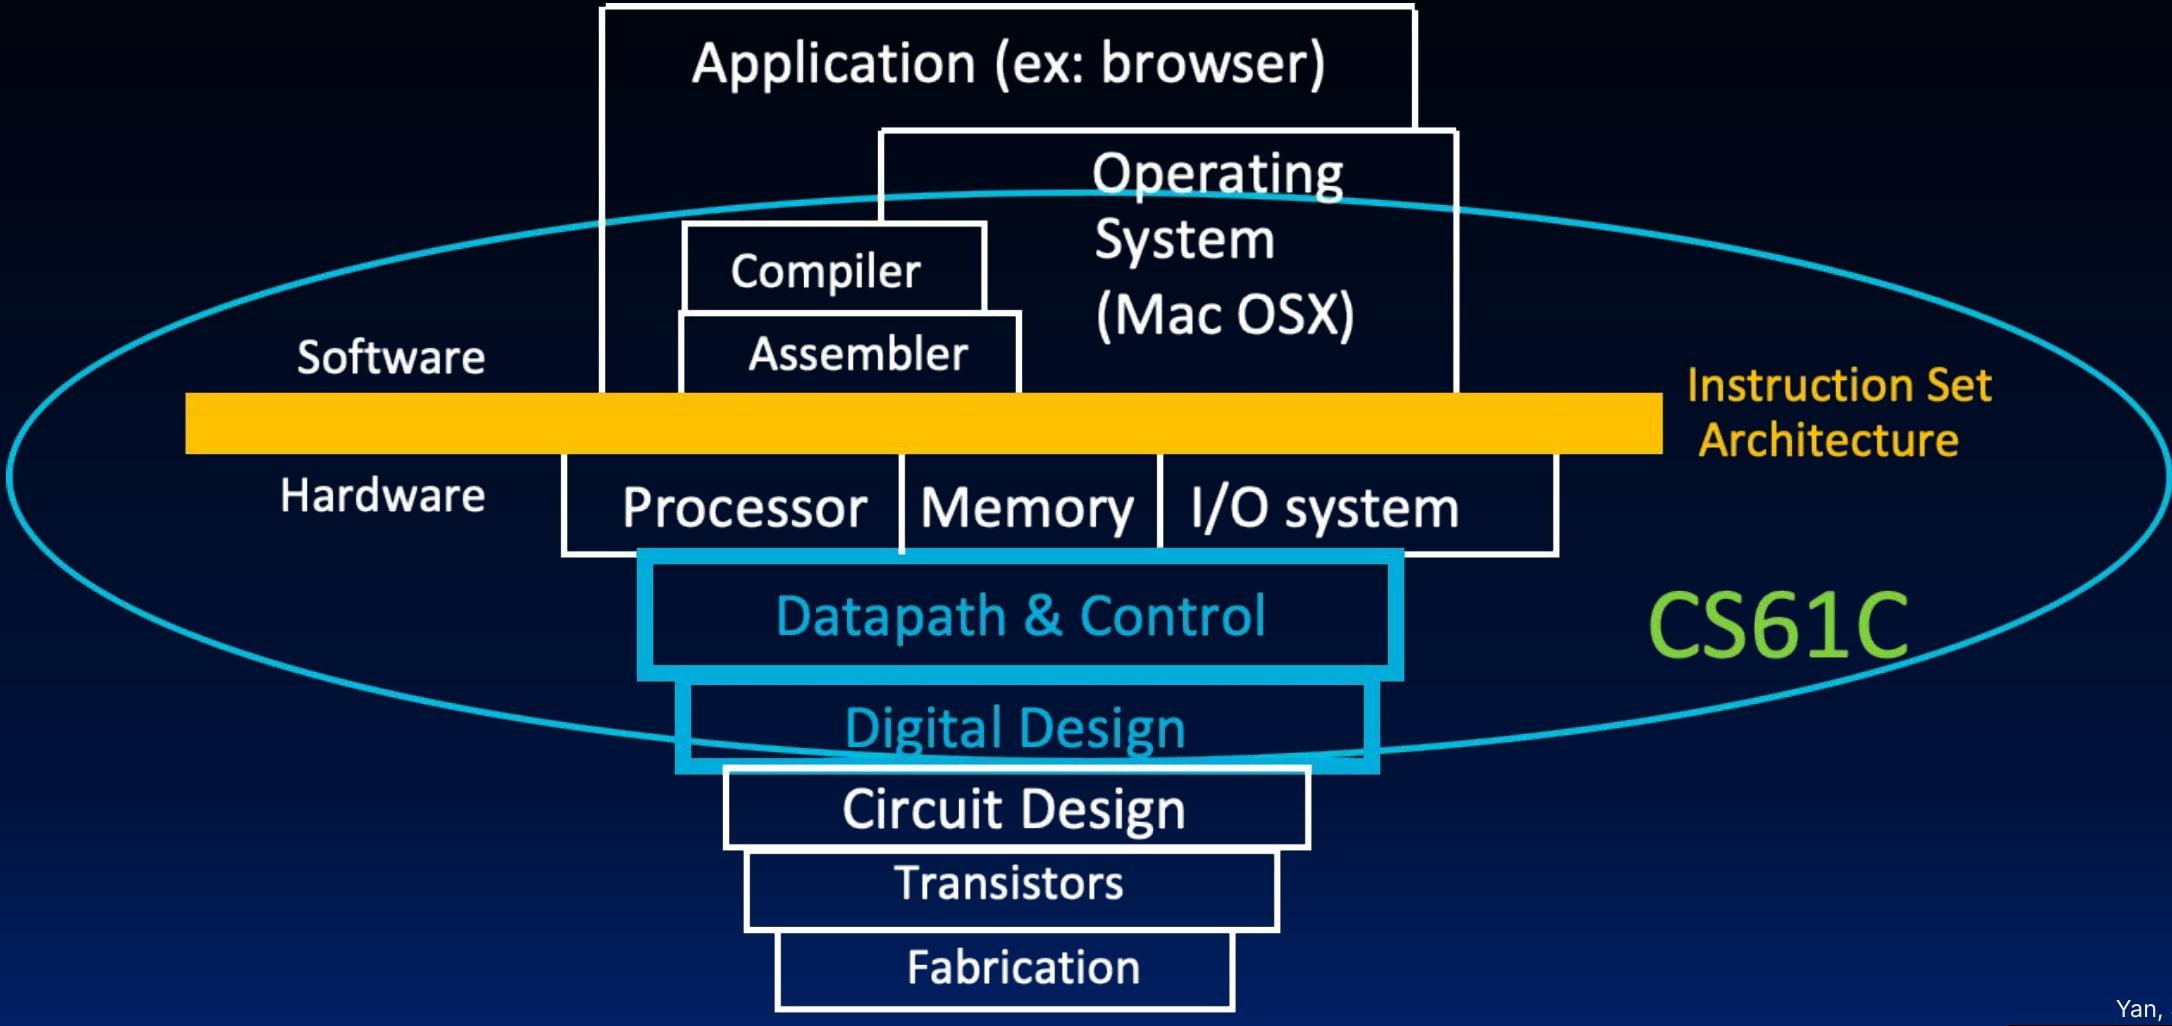 Application (ex: browser)
Operating
System
(Mac OSX)
Compiler
Assembler
Software
Instruction Set
Architecture
Hardware
Processor
Memory
I/O system
Datapath & Control
CS61C
Digital Design
Circuit Design
Transistors
Fabrication
Yan,